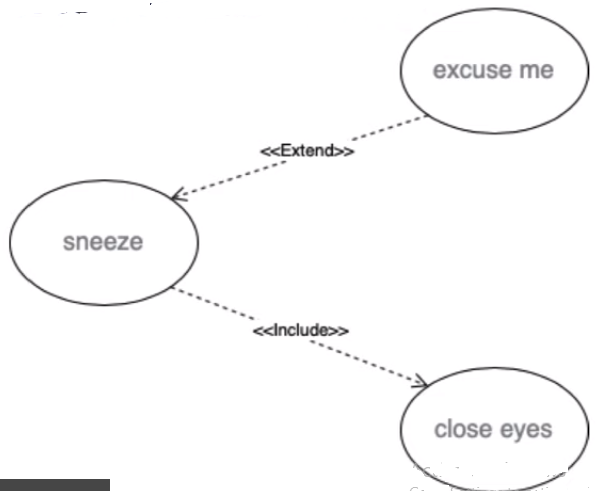 excuse me
<<Extend>>
sneeze
<<Include>>
close eyes